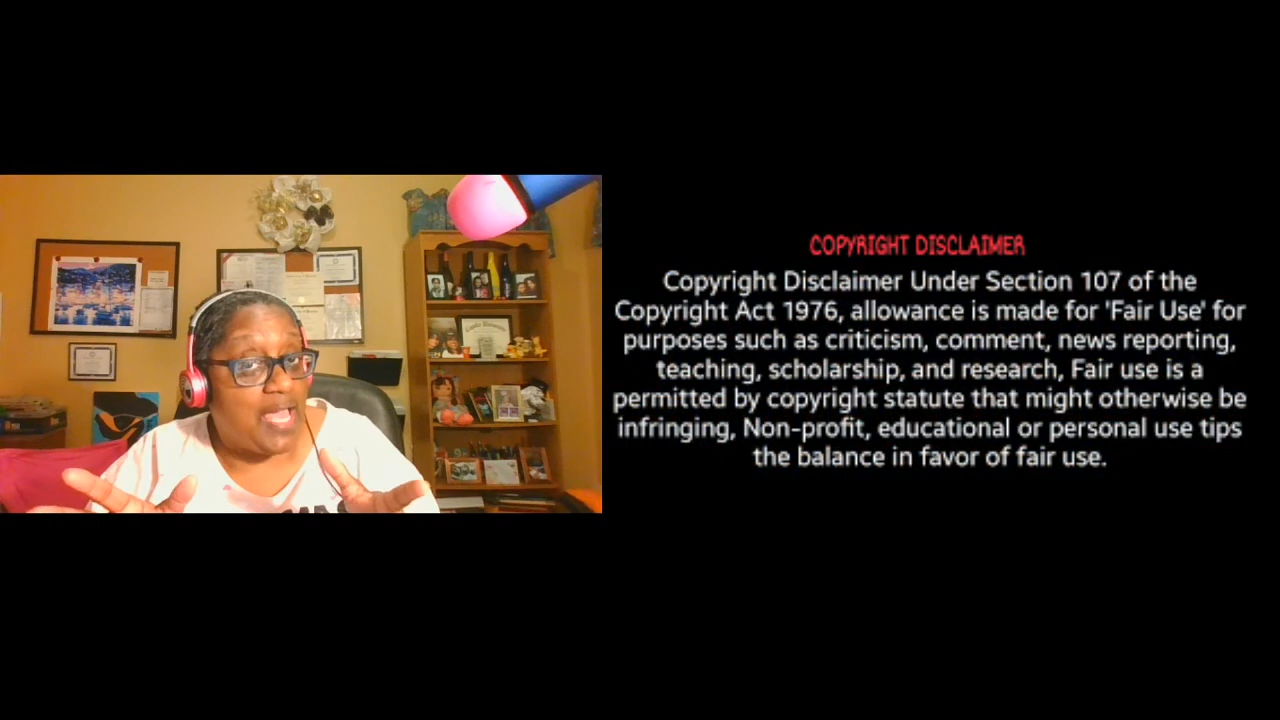 COPYRIGHT DISCLAIMER
Copyright Disclaimer Under Section 107 of the
Copyright Act 1976, allowance is made for 'Fair Use' for
purposes such as criticism, comment, news reporting,
teaching, scholarship, and research, Fair use is a
permitted by copyright statute that might otherwise be
infringing, Non-profit, educational or personal use tips
the balance in favor of fair use.